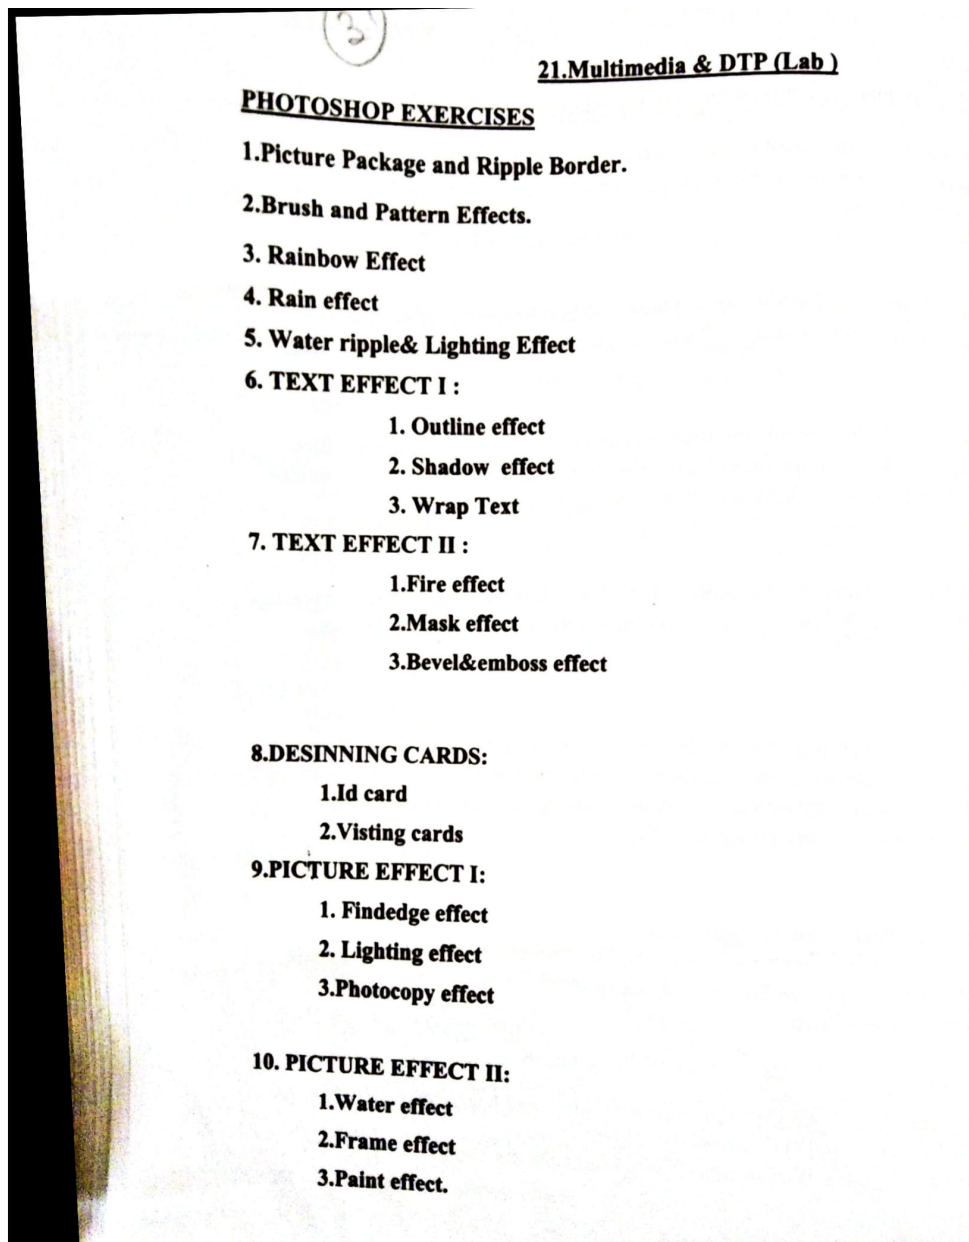 3
21.Multimedia & DTP (Lab )
PHOTOSHOP EXERCISES
1.Picture Package and Ripple Border.
2.Brush and Pattern Effects.
3. Rainbow Effect
4. Rain effect
5. Water ripple& Lighting Effect
6. TEXT EFFECT I :
1. Outline effect
2. Shadow effect
3. Wrap Text
7. TEXT EFFECT II :
1.Fire effect
2.Mask effect
3.Bevel&emboss effect
8.DESINNING CARDS:
1.Id card
2.Visting cards
9.PICTURE EFFECT I:
1. Findedge effect
2. Lighting effect
3.Photocopy effect
10. PICTURE EFFECT II:
1.Water effect
2.Frame effect
3.Paint effect.